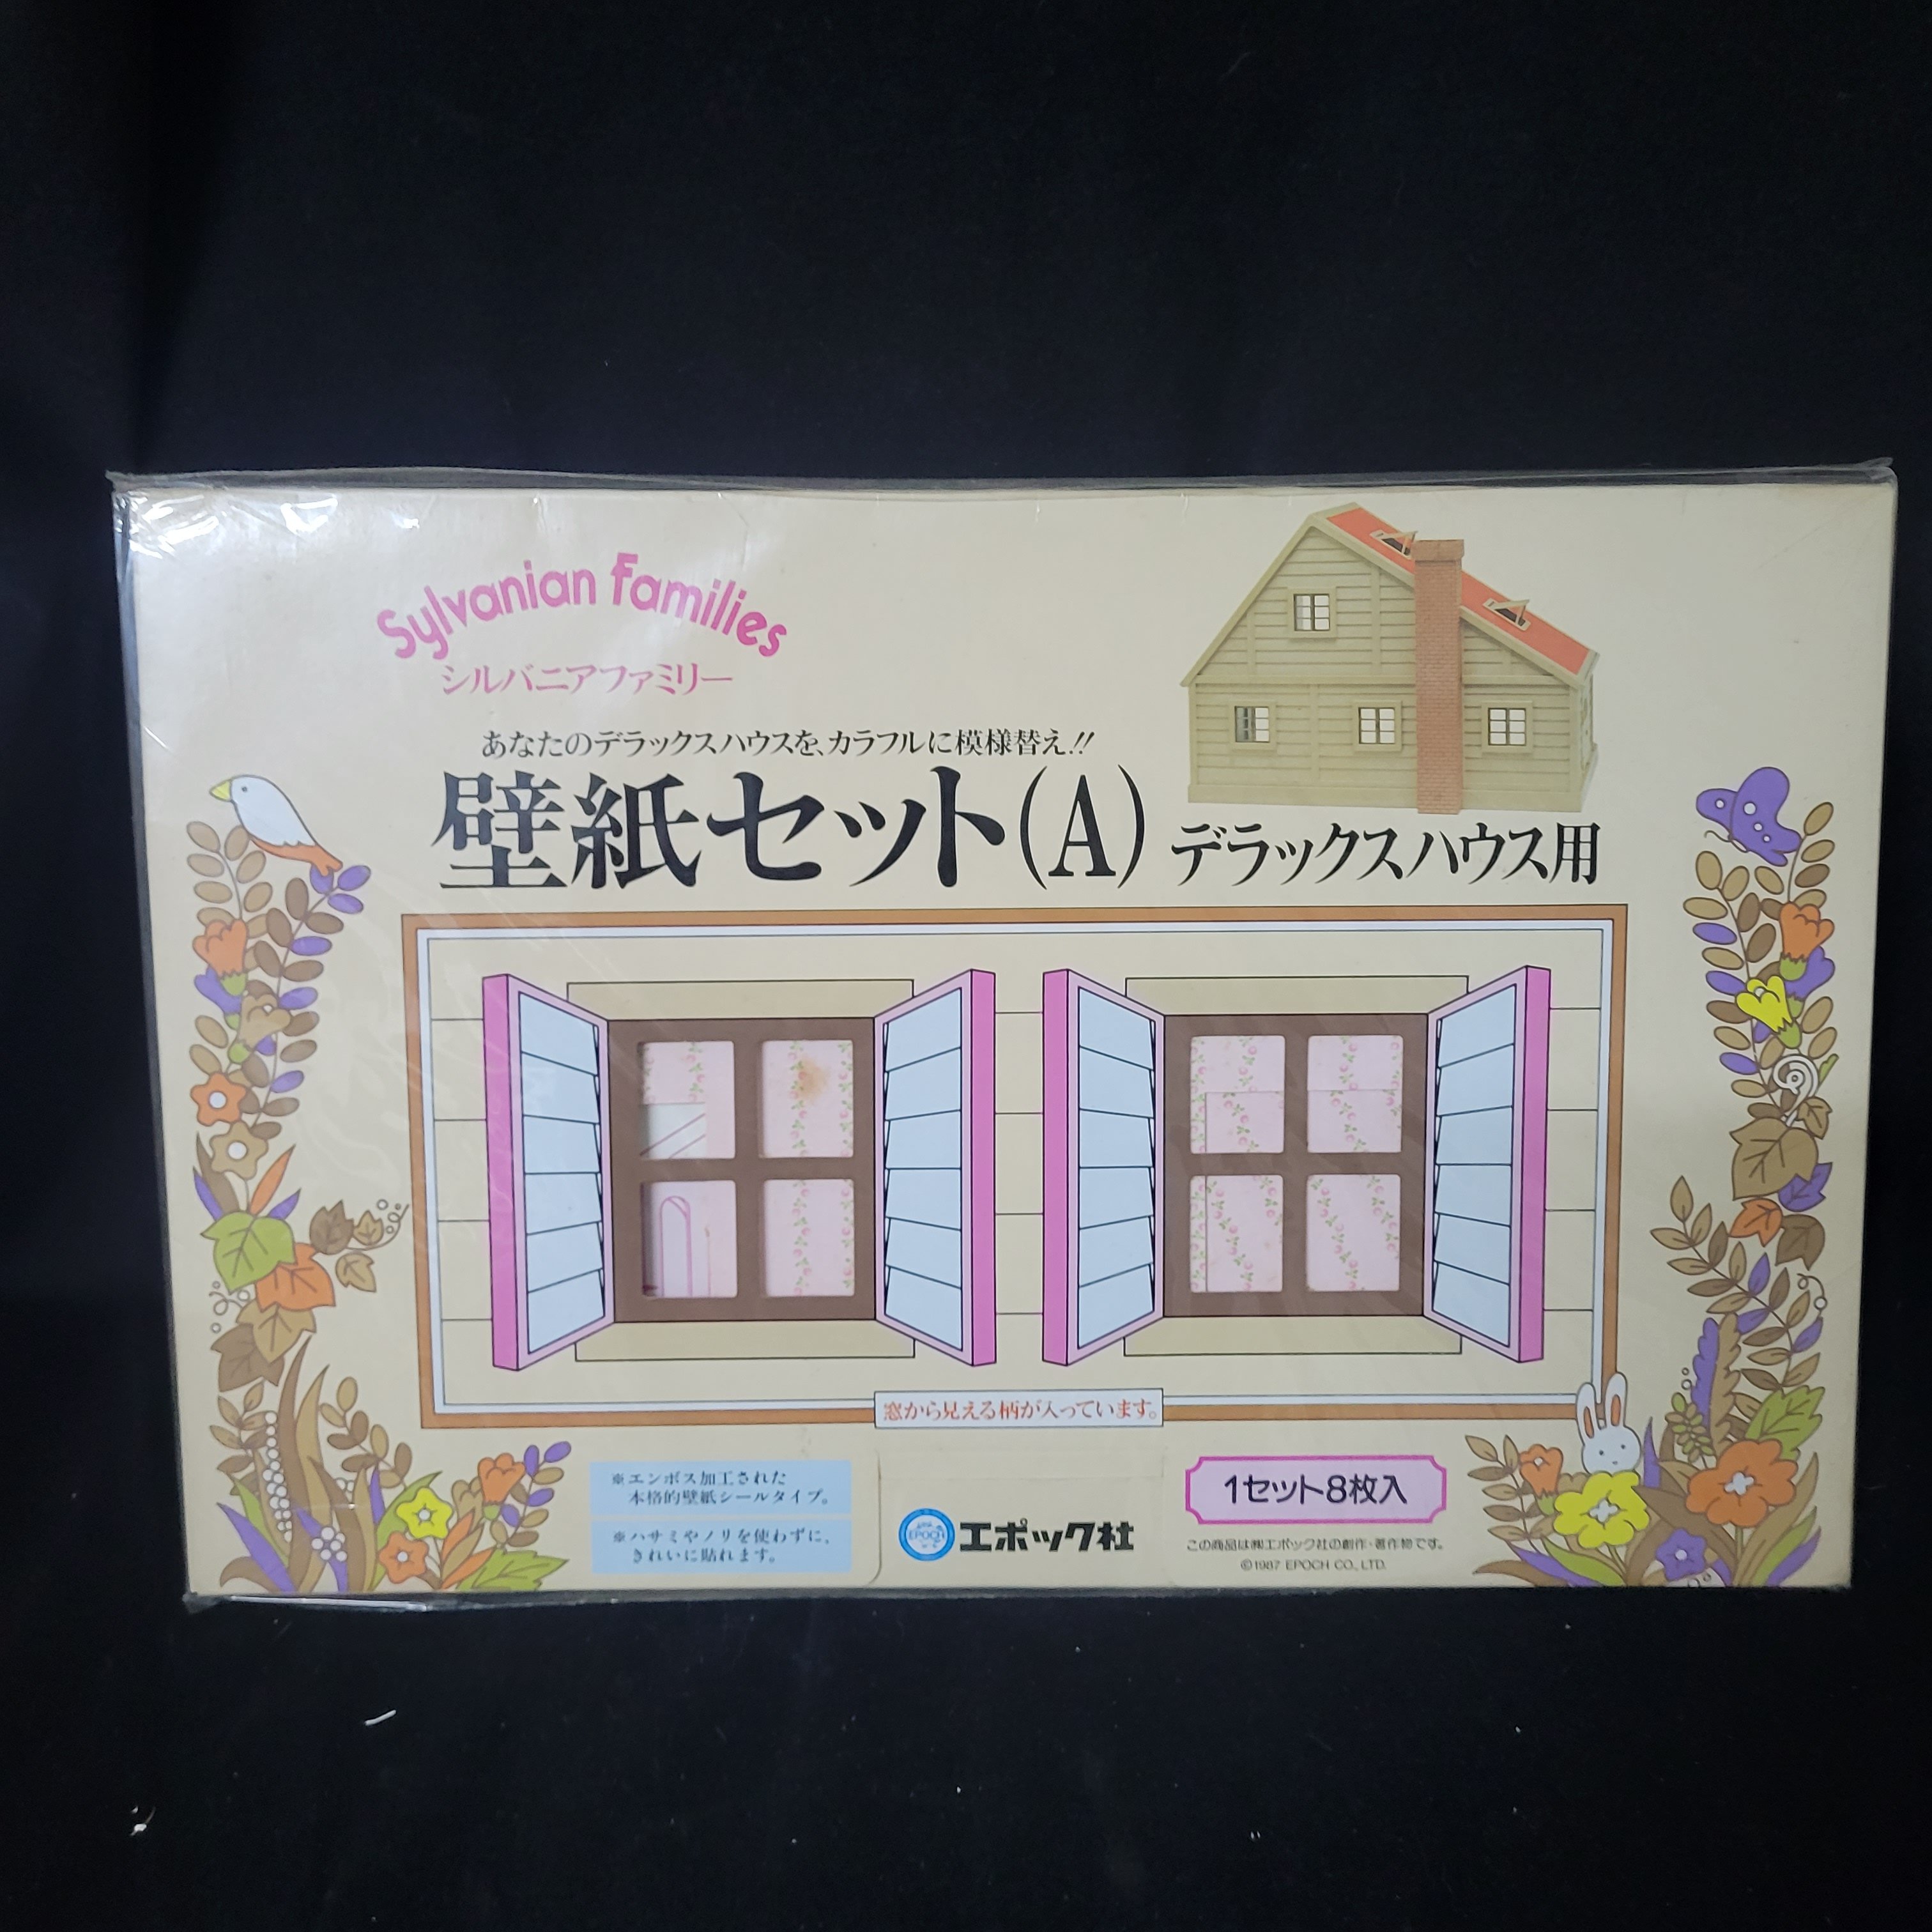 Sylvanian Families
シルバニアファミリー
あなたのデラックスハウスを、カラフルに模様替え!!
壁紙セット(A) デラックスハウス用
窓から見える柄が入っています。
※エンボス加工された
本格的壁紙シールタイプ。
※ハサミやノリを使わずに、
きれいに貼れます。
EPOCH エポック社
1セット8枚入
この商品は㈱エポック社の創作・著作物です。
©1987 EPOCH CO., LTD.